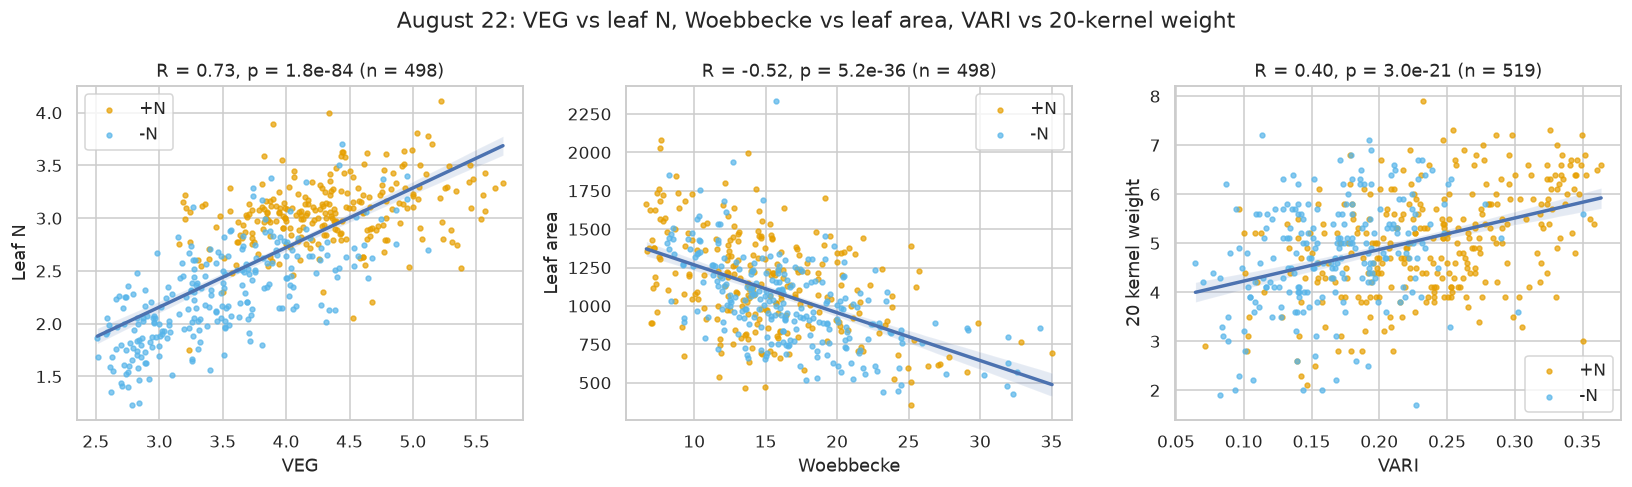 August 22: VEG vs leaf N, Woebbecke vs leaf area, VARI vs 20-kernel weight
R = 0.73, p = 1.8e-84 (n = 498)
+N
-N
4.0
3.5
3.0
2.5
2.0
1.5
Leaf N
2.5 3.0 3.5 4.0 4.5 5.0 5.5
VEG
R = -0.52, p = 5.2e-36 (n = 498)
+N
-N
2250
2000
1750
1500
1250
1000
750
500
Leaf area
10 15 20 25 30 35
Woebbecke
R = 0.40, p = 3.0e-21 (n = 519)
8
7
6
5
4
3
2
20 kernel weight
+N
-N
0.05 0.10 0.15 0.20 0.25 0.30 0.35
VARI